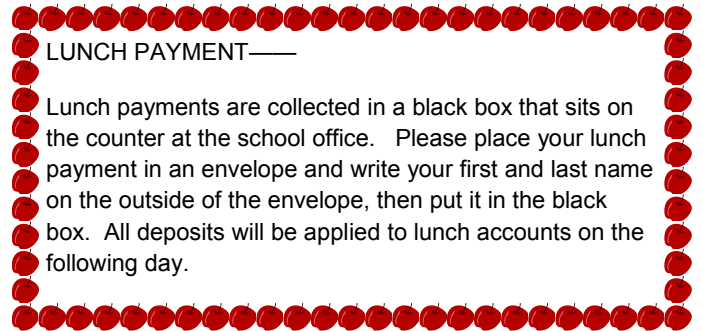 LUNCH PAYMENT——
Lunch payments are collected in a black box that sits on
the counter at the school office.   Please place your lunch
payment in an envelope and write your first and last name
on the outside of the envelope, then put it in the black
box.  All deposits will be applied to lunch accounts on the
following day.